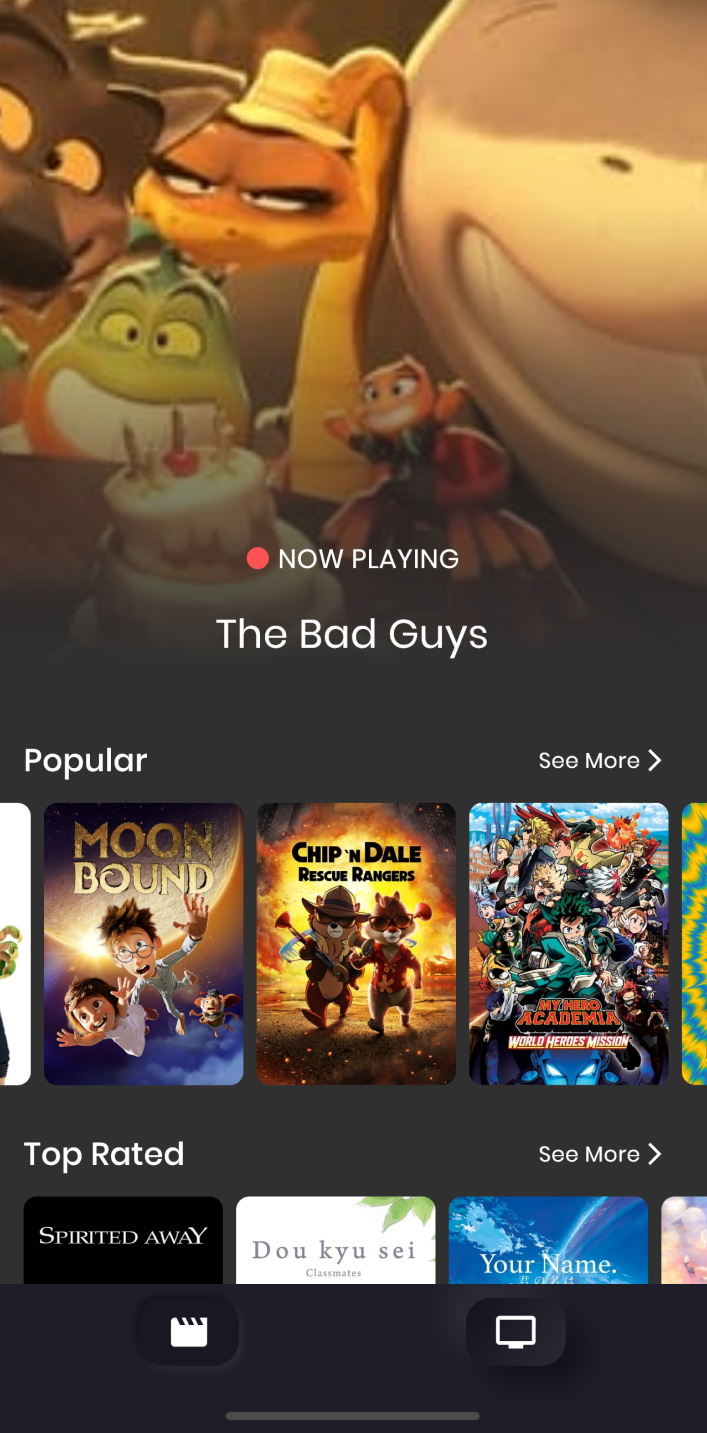 NOW PLAYING
The Bad Guys
Popular
See More
MOON
BOUND
CHIP 'N DALE
RESCUE RANGERS
MY HERO
ACADEMIA
WORLD HEROES MISSION
Top Rated
See More
SPIRITED AWAY
Dou kyu sei
Classmates
Your Name.
君の名は